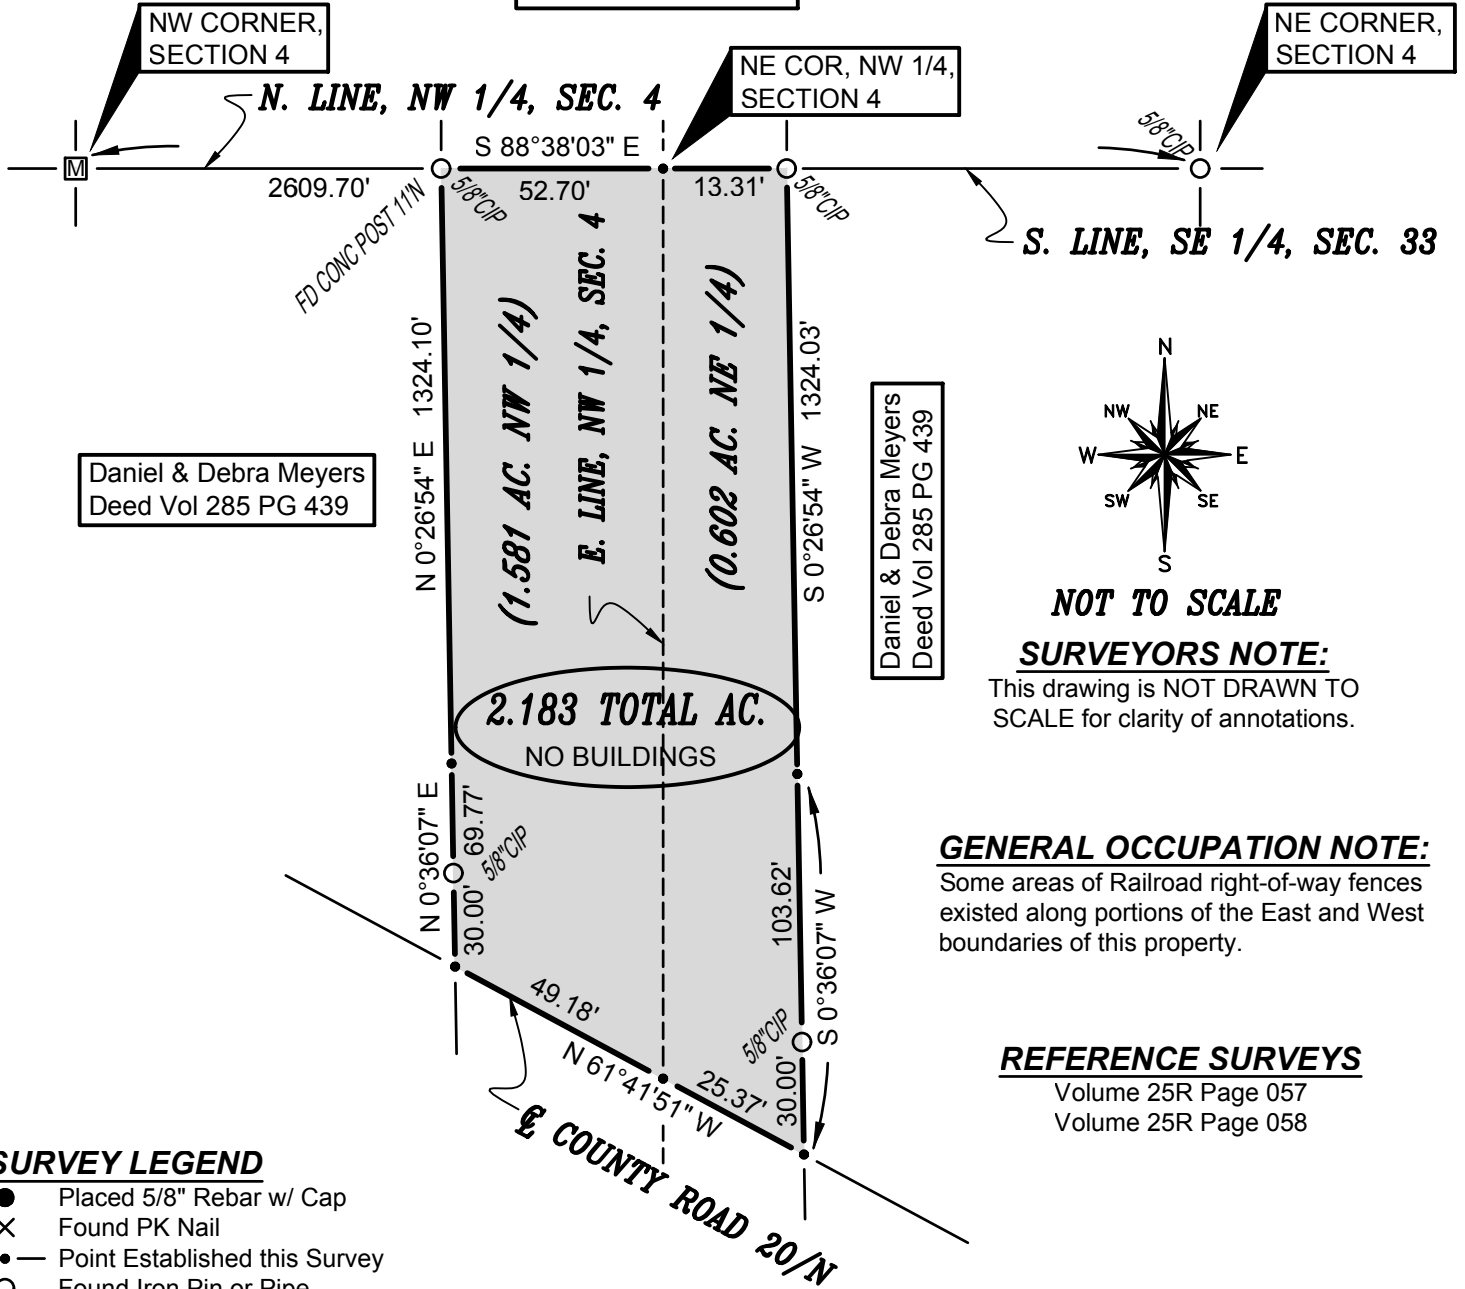 NW CORNER,
SECTION 4
NE COR, NW 1/4,
SECTION 4
NE CORNER,
SECTION 4
N. LINE, NW 1/4, SEC. 4
S 88°38'03" E
M
2609.70'
52.70'
13.31'
5/8"CIP
5/8"CIP
5/8"CIP
FD CONC POST 11'N
S. LINE, SE 1/4, SEC. 33
N 0°26'54" E 1324.10'
(1.581 AC. NW 1/4)
E. LINE, NW 1/4, SEC. 4
(0.602 AC. NE 1/4)
S 0°26'54" W 1324.03'
Daniel & Debra Meyers
Deed Vol 285 PG 439
Daniel & Debra Meyers
Deed Vol 285 PG 439
N
NW NE
W E
SW SE
S
NOT TO SCALE
SURVEYORS NOTE:
This drawing is NOT DRAWN TO
SCALE for clarity of annotations.
2.183 TOTAL AC.
NO BUILDINGS
N 0°36'07" E
69.77'
5/8"CIP
30.00'
103.62'
S 0°36'07" W
5/8"CIP
30.00'
49.18'
N 61°41'51" W
25.37'
℄ COUNTY ROAD 20/N
GENERAL OCCUPATION NOTE:
Some areas of Railroad right-of-way fences
existed along portions of the East and West
boundaries of this property.
REFERENCE SURVEYS
Volume 25R Page 057
Volume 25R Page 058
SURVEY LEGEND
Placed 5/8" Rebar w/ Cap
Found PK Nail
Point Established this Survey
Found Iron Pin or Pipe